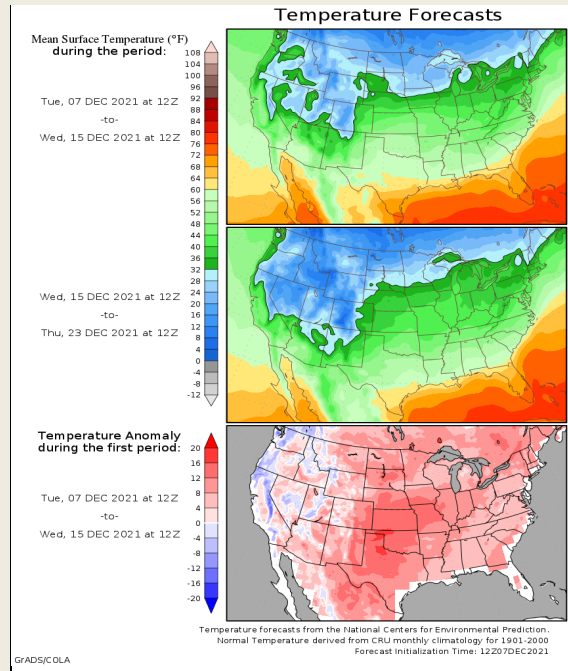 Temperature Forecasts
Mean Surface Temperature (°F)
during the period:
Tue, 07 DEC 2021 at 12Z
-to-
Wed, 15 DEC 2021 at 12Z
108
104
100
96
92
88
84
80
76
72
68
64
60
56
52
48
44
40
36
32
28
24
20
16
12
8
4
0
-4
-8
-12
Wed, 15 DEC 2021 at 12Z
-to-
Thu, 23 DEC 2021 at 12Z
Temperature Anomaly
during the first period:
Tue, 07 DEC 2021 at 12Z
-to-
Wed, 15 DEC 2021 at 12Z
20
16
12
8
4
0
-4
-8
-12
-16
-20
Temperature forecasts from the National Centers for Environmental Prediction.
Normal Temperature derived from CRU monthly climatology for 1901-2000
Forecast Initialization Time: 12Z07DEC2021
GrADS/COLA